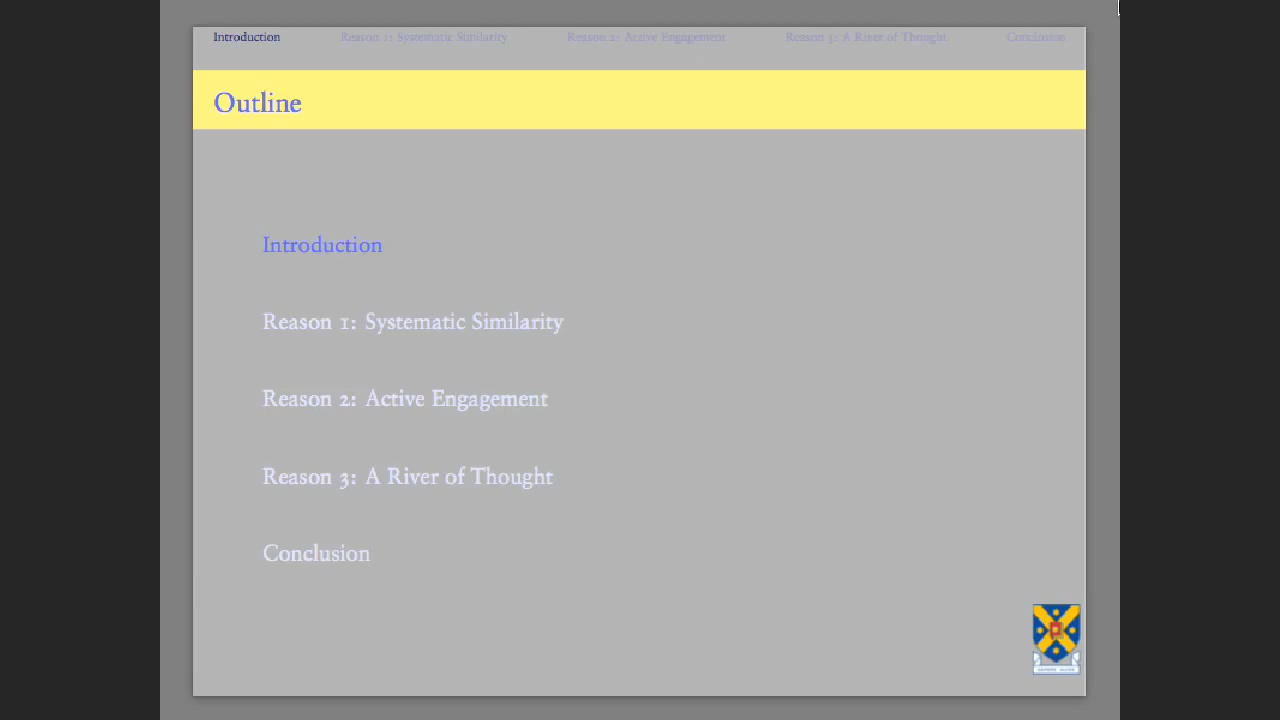 Introduction Reason 1: Systematic Similarity Reason 2: Active Engagement Reason 3: A River of Thought Conclusion
Outline
Introduction
Reason 1: Systematic Similarity
Reason 2: Active Engagement
Reason 3: A River of Thought
Conclusion